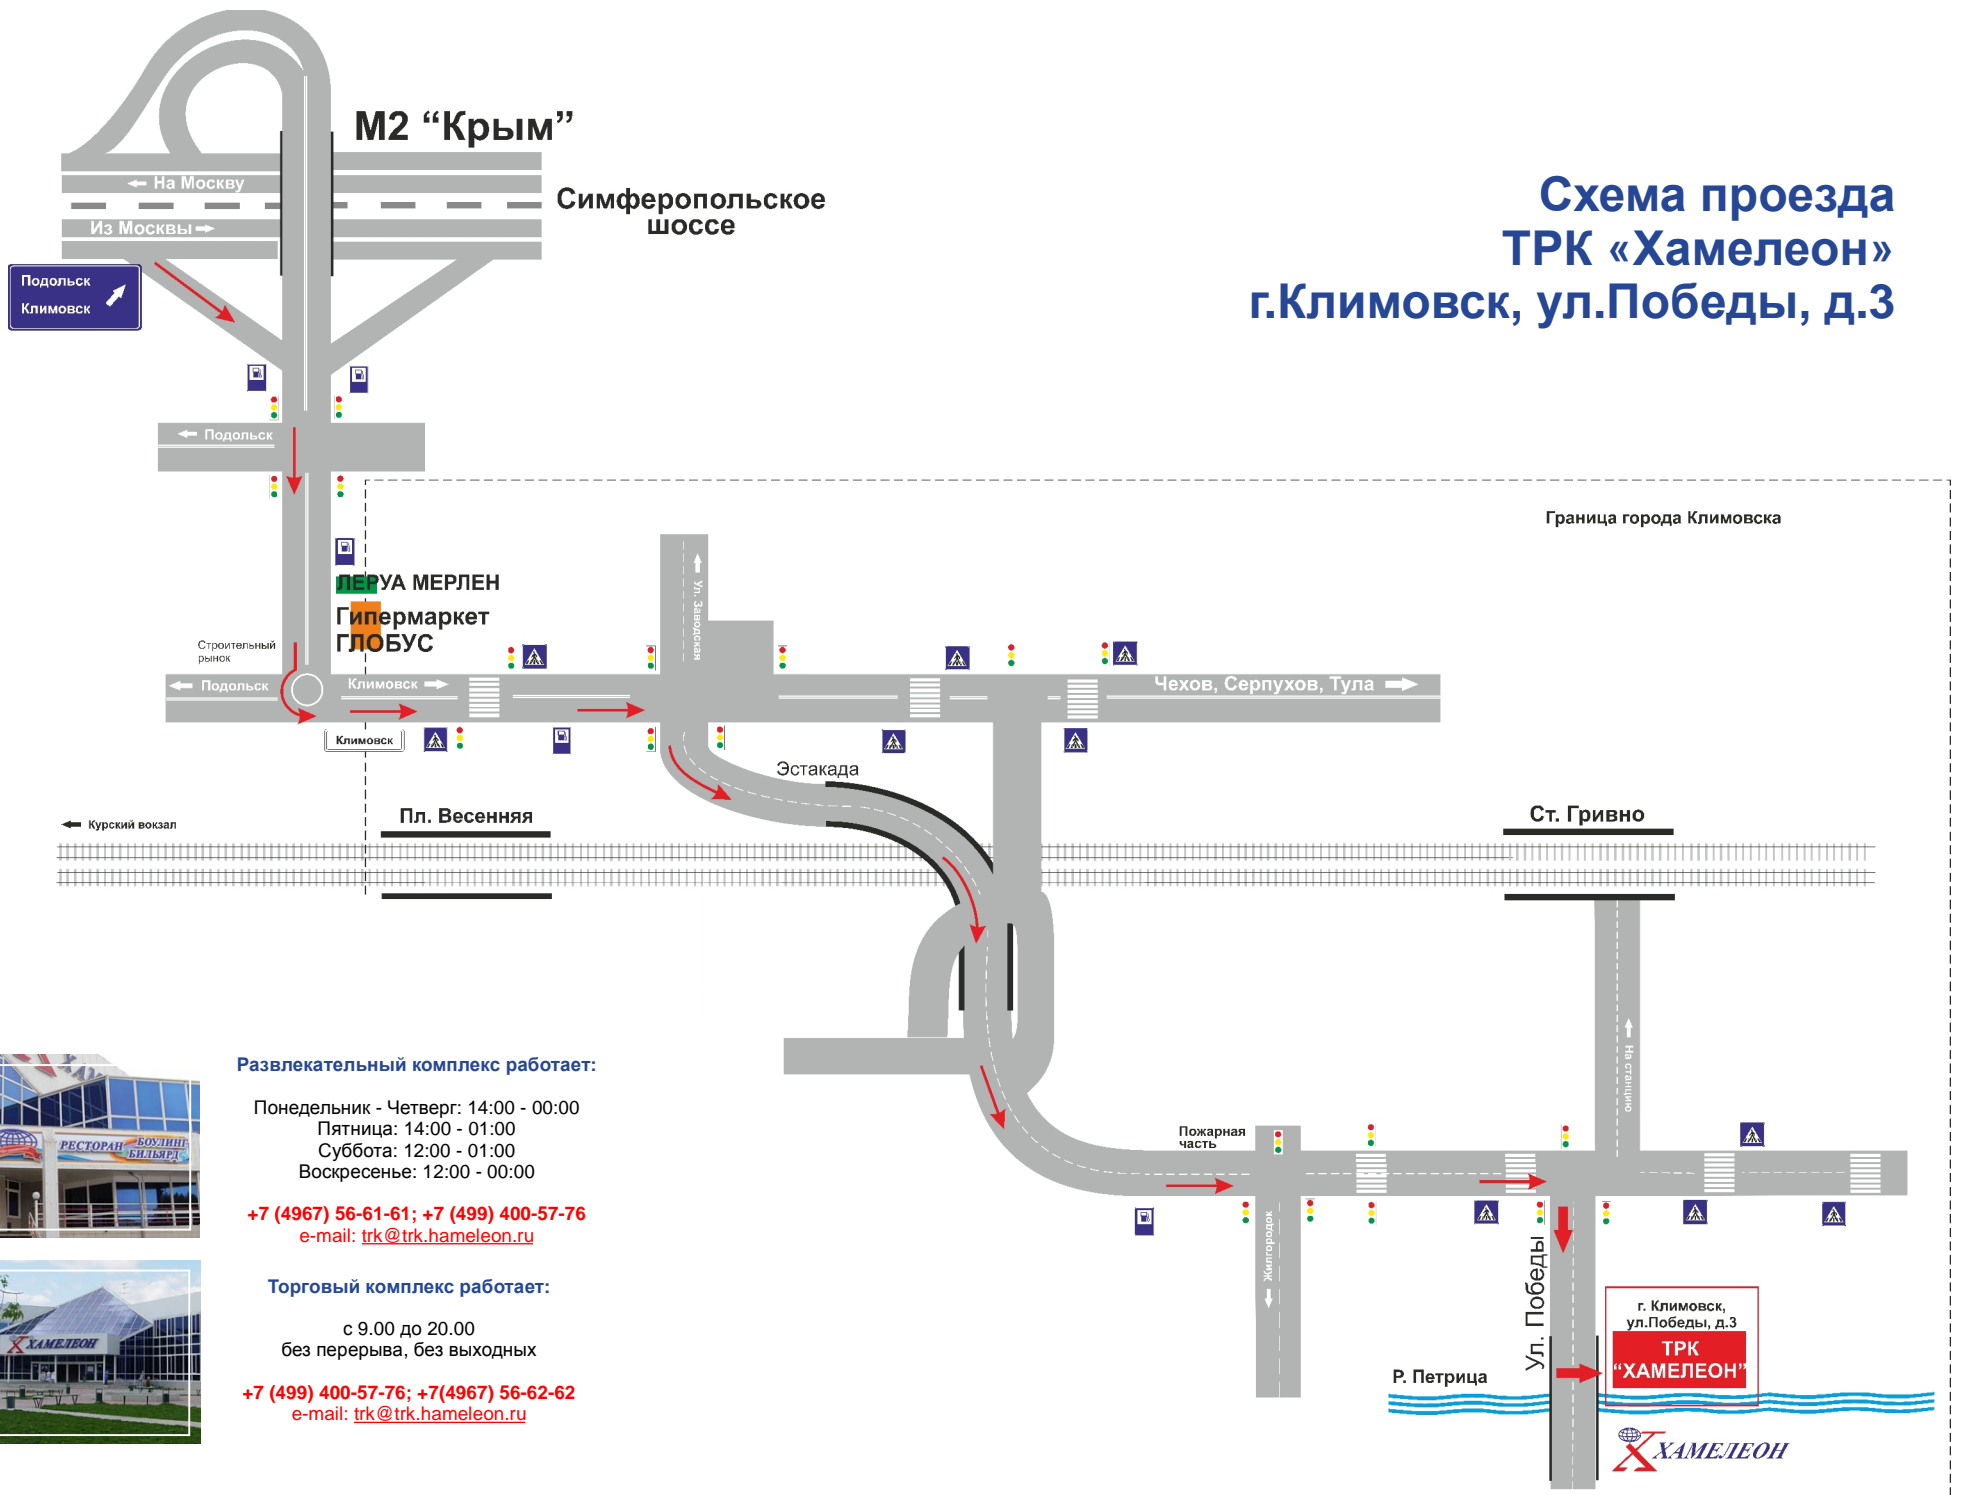 М2 “Крым”
На Москву
Симферопольское
шоссе
Из Москвы
Схема проезда
ТРК «Хамелеон»
г.Климовск, ул.Победы, д.3
Подольск
Климовск
Подольск
Граница города Климовска
ЛЕРУА МЕРЛЕН
Гипермаркет
ГЛОБУС
Ул. Заводская
Строительный
рынок
Подольск
Климовск
Чехов, Серпухов, Тула
Климовск
Эстакада
Курский вокзал
Пл. Весенняя
Ст. Гривно
На станцию
Пожарная
часть
Жилгородок
Ул. Победы
г. Климовск,
ул.Победы, д.3
ТРК
“ХАМЕЛЕОН”
Р. Петрица
ХАМЕЛЕОН
Развлекательный комплекс работает:
Понедельник - Четверг: 14:00 - 00:00
Пятница: 14:00 - 01:00
Суббота: 12:00 - 01:00
Воскресенье: 12:00 - 00:00
+7 (4967) 56-61-61; +7 (499) 400-57-76
e-mail: trk@trk.hameleon.ru
РЕСТОРАН
БОУЛИНГ
БИЛЬЯРД
Торговый комплекс работает:
с 9.00 до 20.00
без перерыва, без выходных
+7 (499) 400-57-76; +7(4967) 56-62-62
e-mail: trk@trk.hameleon.ru
ХАМЕЛЕОН